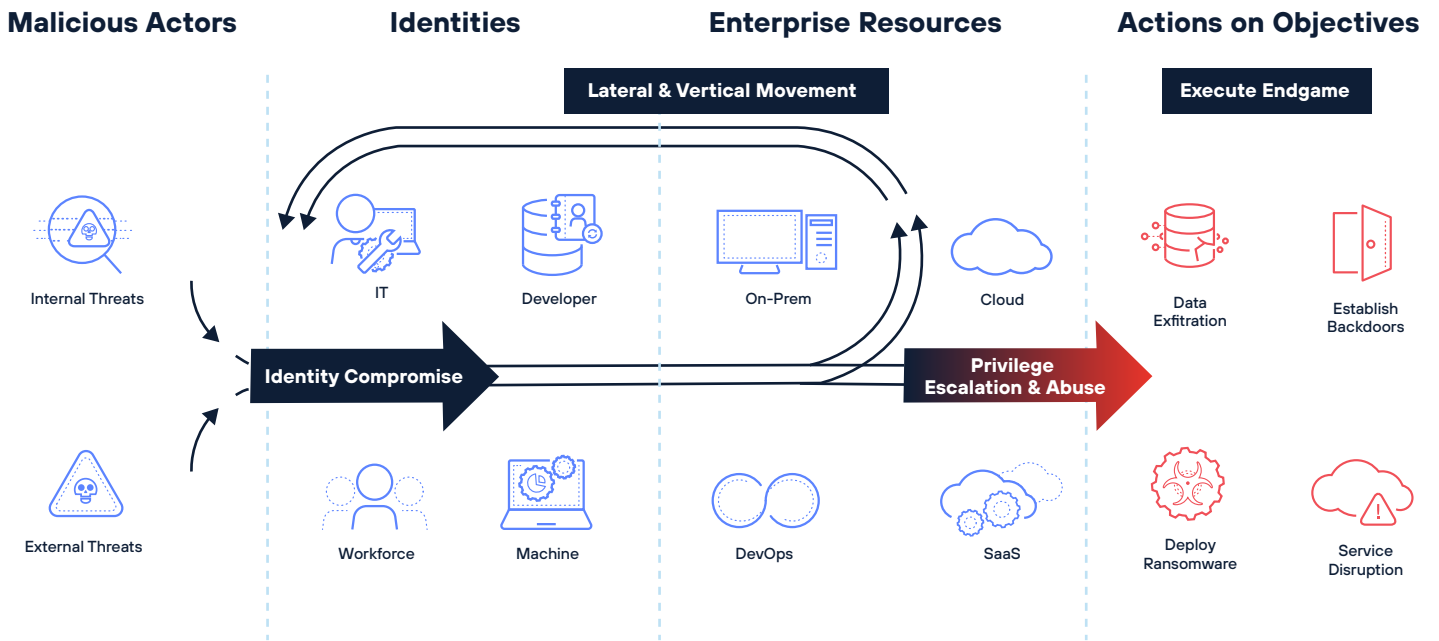 Malicious Actors
Identities
Enterprise Resources
Actions on Objectives
Lateral & Vertical Movement
Execute Endgame
Internal Threats
IT
Developer
On-Prem
Cloud
Data
Exfitration
Establish
Backdoors
Identity Compromise
Privilege
Escalation & Abuse
External Threats
Workforce
Machine
DevOps
SaaS
Deploy
Ransomware
Service
Disruption